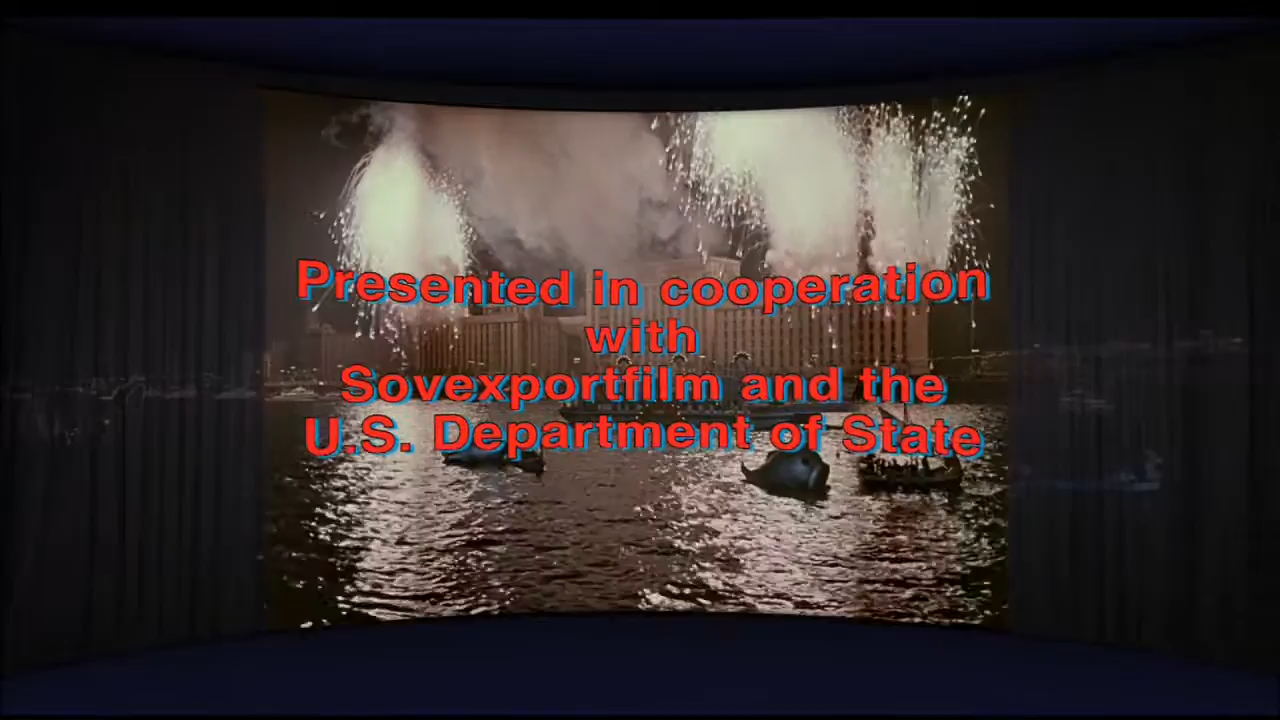 Presented in cooperation
with
Sovexportfilm and the
U.S. Department of State